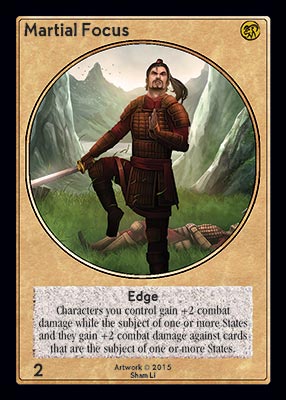 Martial Focus
Edge
Characters you control gain +2 combat
damage while the subject of one or more States
and they gain +2 combat damage against cards
that are the subject of one or more States.
2
Artwork © 2015
Sham Li